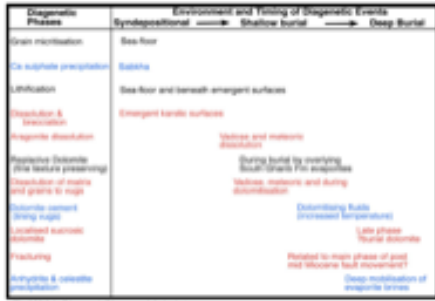 Diagenetic Phases
Environment and Timing of Diagenetic Events
Syndepositional Shallow burial Deep Burial
Grain micritisation Sea-floor
Ca sulphate precipitation Sabkha
Lithification Sea-floor and beneath emergent surfaces
Dissolution & brecciation Emergent karstic surfaces
Aragonite dissolution Vadose and meteoric
dissolution
Replacive Dolomite During burial by overlying
(fine texture preserving) South Gharib Fm evaporites
Dissolution of matrix Vadose, meteoric and during
and grains to vugs dolomitisation
Dolomite cement Dolomitising fluids
(lining vugs) (increased temperature)
Localised sucrosic Late phase
dolomite ?burial dolomite
Fracturing Related to main phase of post
mid Miocene fault movement?
Anhydrite & celestite Deep mobilisation of
precipitation evaporite brines